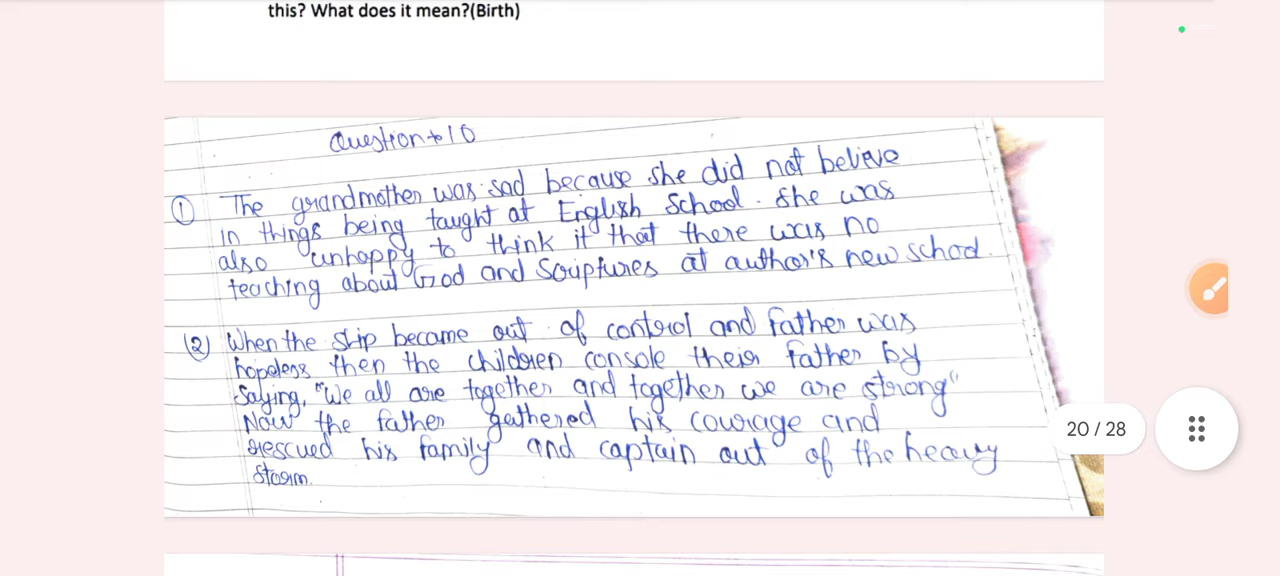 this? What does it mean?(Birth)
Question 10
① The grandmother was sad because she did not believe
in things being taught at English School. She was
also unhappy to think it that there was no
teaching about God and Scriptures at author's new school.
② When the ship became out of control and father was
hopeless then the children console their father by
Saying, "We all are together and together we are strong"
Now the father gathered his courage and
rescued his family and captain out of the heavy
storm.
20 / 28